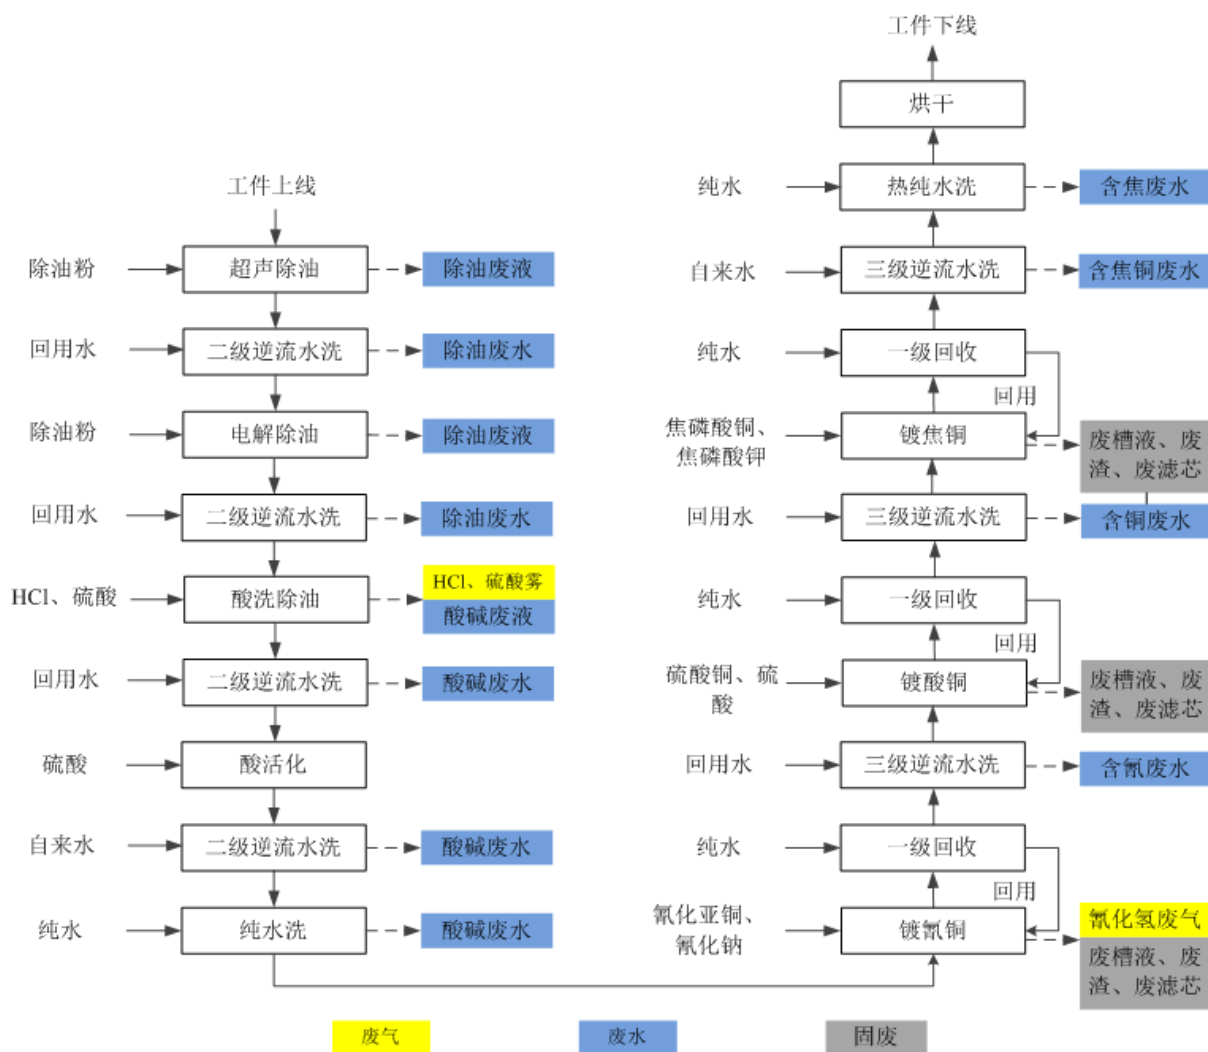 工件上线
除油粉
超声除油
除油废液
回用水
二级逆流水洗
除油废水
除油粉
电解除油
除油废液
回用水
二级逆流水洗
除油废水
HCl、硫酸
酸洗除油
HCl、硫酸雾
酸碱废液
回用水
二级逆流水洗
酸碱废水
硫酸
酸活化
自来水
二级逆流水洗
酸碱废水
纯水
纯水洗
酸碱废水
工件下线
烘干
纯水
热纯水洗
含焦废水
自来水
三级逆流水洗
含焦铜废水
纯水
一级回收
回用
焦磷酸铜、
焦磷酸钾
镀焦铜
废槽液、废
渣、废滤芯
回用水
三级逆流水洗
含铜废水
纯水
一级回收
回用
硫酸铜、硫
酸
镀酸铜
废槽液、废
渣、废滤芯
回用水
三级逆流水洗
含氰废水
纯水
一级回收
回用
氰化亚铜、
氰化钠
镀氰铜
氰化氢废气
废槽液、废
渣、废滤芯
废气
废水
固废